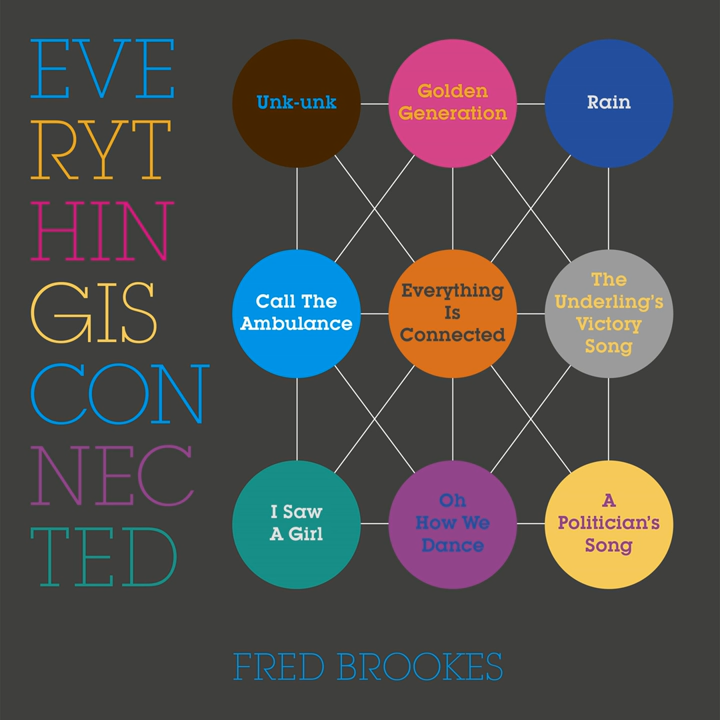 EVE
RYT
HIN
GIS
CON
NEC
TED
Unk-unk
Golden
Generation
Rain
Call The
Ambulance
Everything
Is
Connected
The
Underling's
Victory
Song
I Saw
A Girl
Oh
How We
Dance
A
Politician's
Song
FRED BROOKES